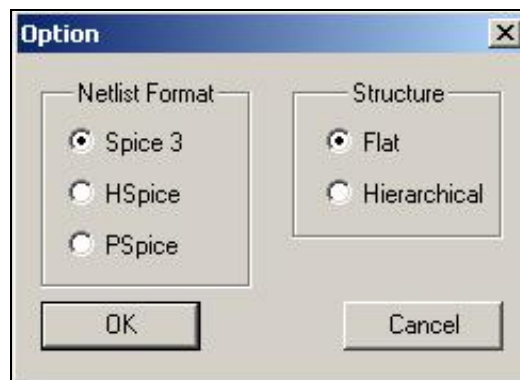 Option
Netlist Format
Spice 3
HSpice
PSpice
Structure
Flat
Hierarchical
OK
Cancel